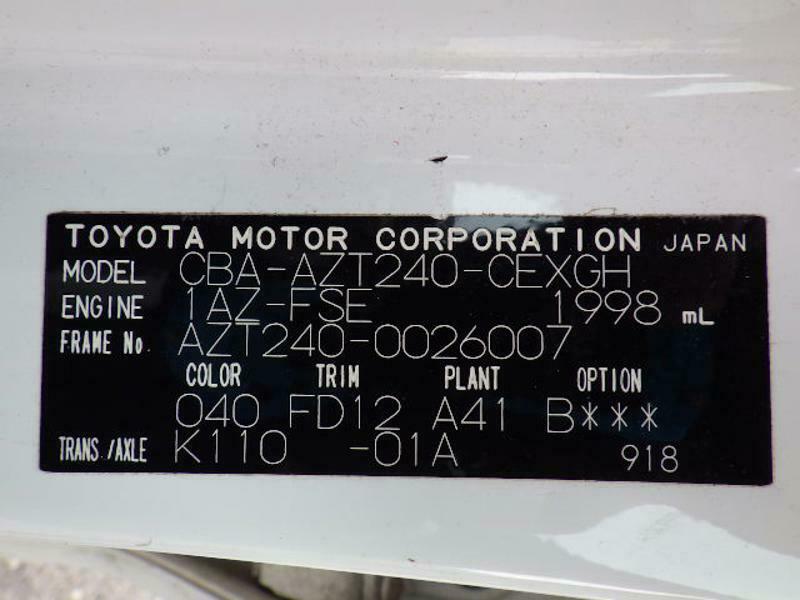 TOYOTA MOTOR CORPORATION JAPAN
MODEL CBA-AZT240-CEXGH
ENGINE 1AZ-FSE 1998 mL
FRAME No. AZT240-0026007
COLOR TRIM PLANT OPTION
040 FD12 A41 B***
TRANS./AXLE K110 -01A 918